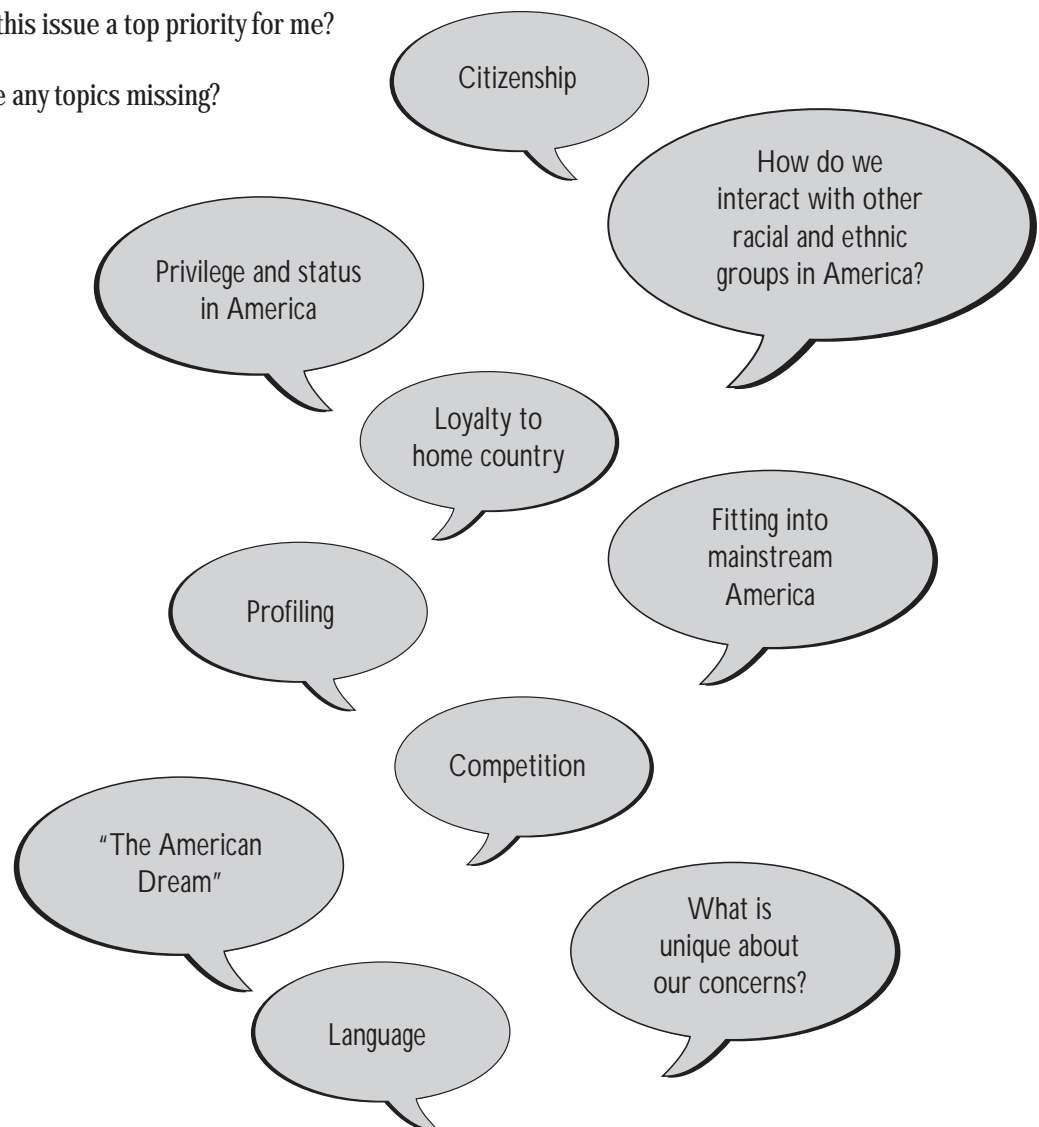 this issue a top priority for me?
any topics missing?
Citizenship
How do we
interact with other
racial and ethnic
groups in America?
Privilege and status
in America
Loyalty to
home country
Fitting into
mainstream
America
Profiling
Competition
"The American
Dream"
What is
unique about
our concerns?
Language